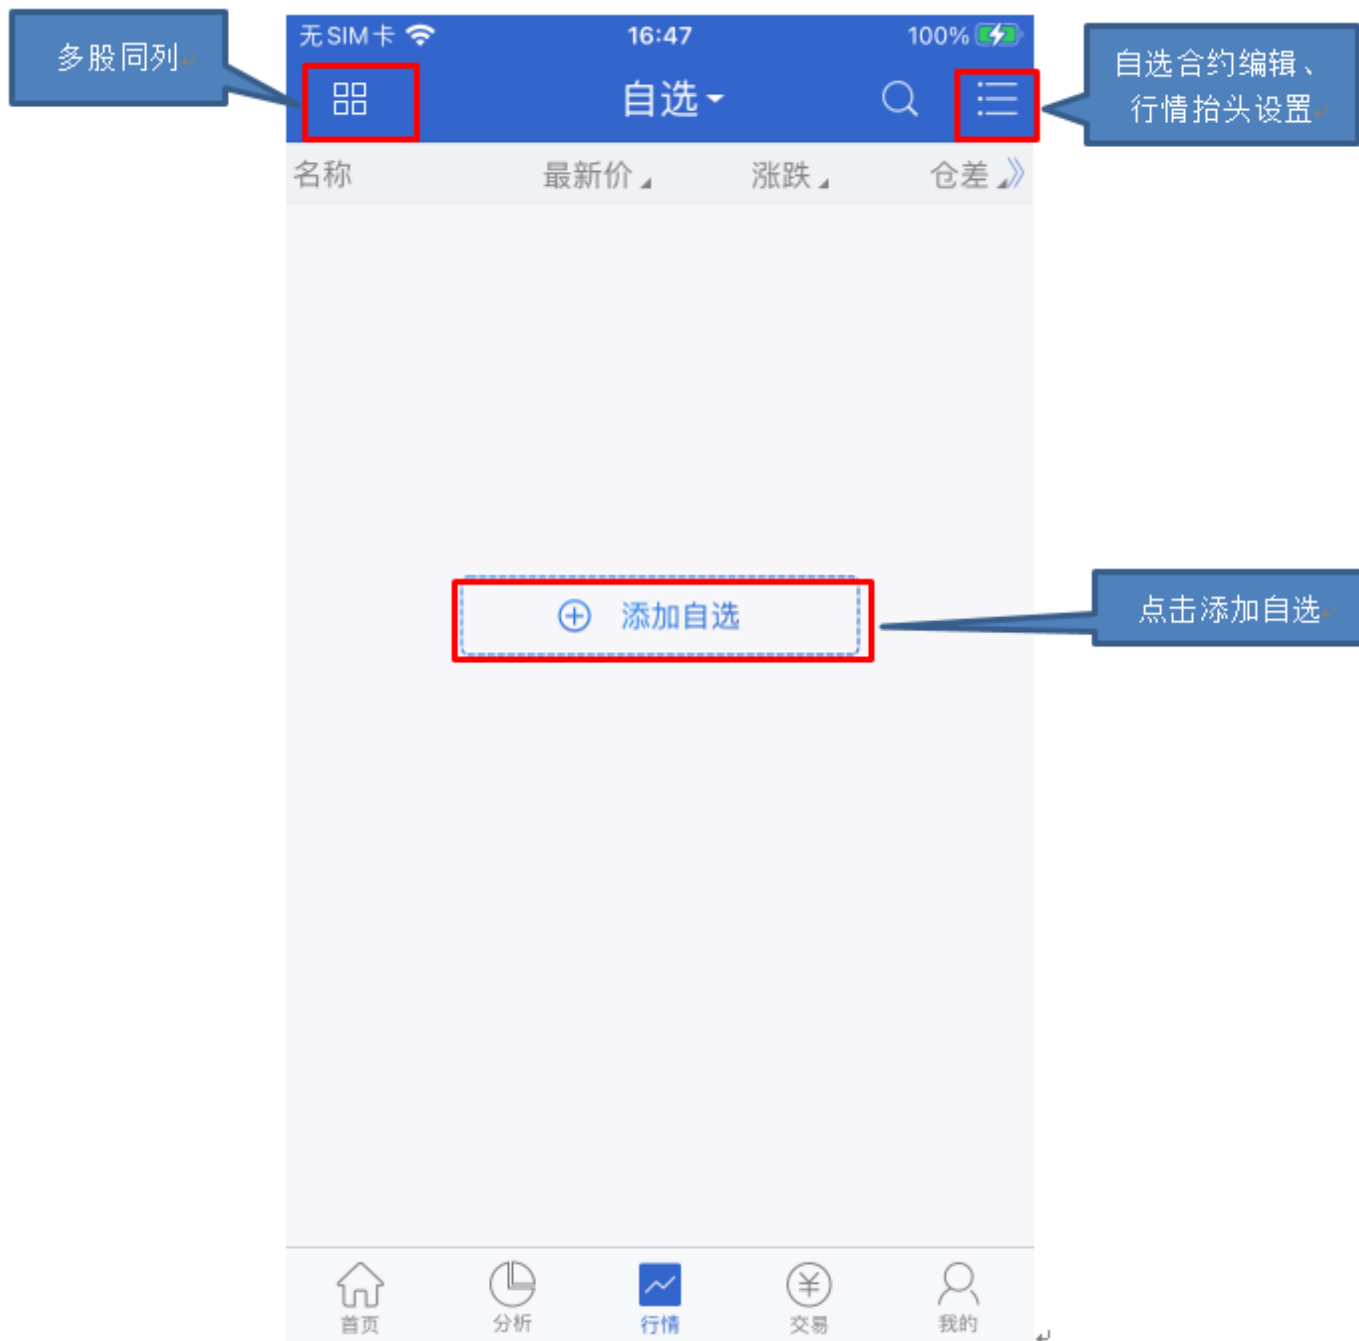 多股同列
无SIM卡
16:47
100%
自选
自选合约编辑、
行情抬头设置
名称
最新价
涨跌
仓差
添加自选
点击添加自选
首页
分析
行情
交易
我的